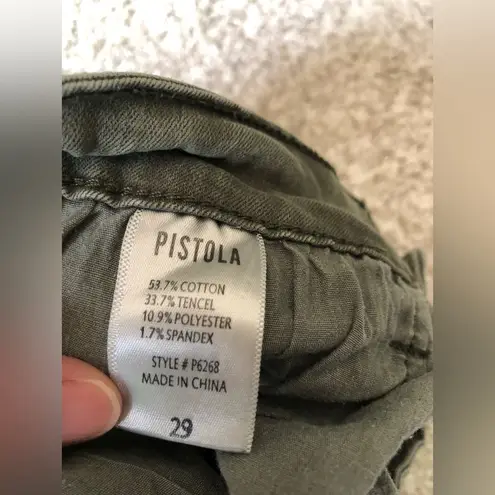 PISTOLA
53.7% COTTON
33.7% TENCEL
10.9% POLYESTER
1.7% SPANDEX
STYLE # P6268
MADE IN CHINA
29